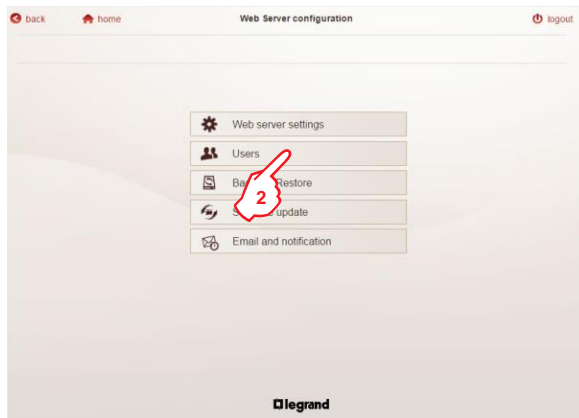 back home Web Server configuration logout
Web server settings
Users
Restore
2
update
Email and notification
legrand